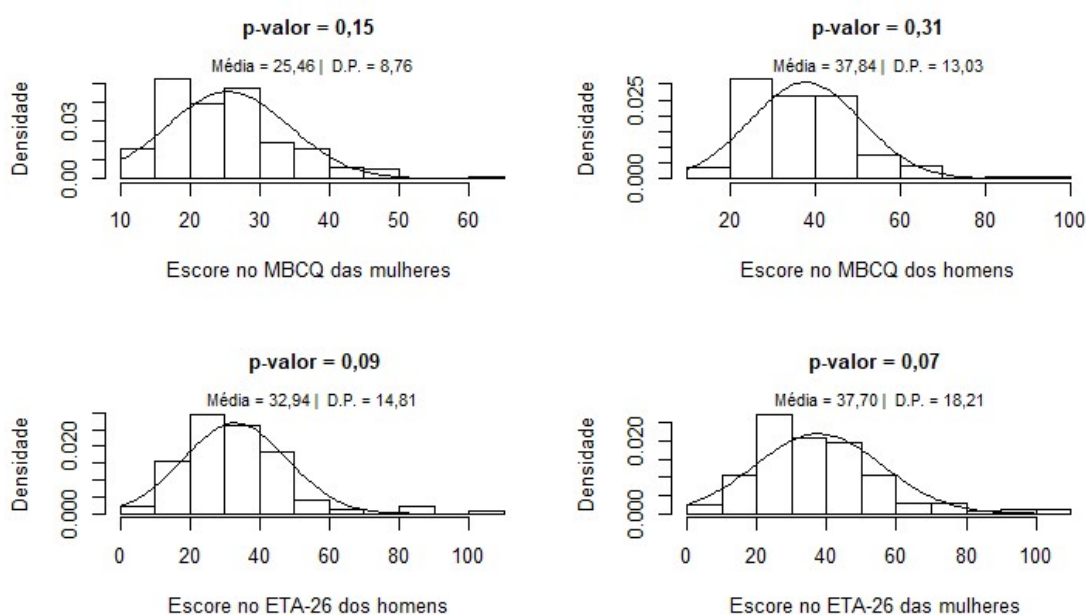 p-valor = 0,15
Média = 25,46 | D.P. = 8,76
Densidade
0.00 0.03
10 20 30 40 50 60
Escore no MBCQ das mulheres
p-valor = 0,31
Média = 37,84 | D.P. = 13,03
Densidade
0.000 0.025
20 40 60 80 100
Escore no MBCQ dos homens
p-valor = 0,09
Média = 32,94 | D.P. = 14,81
Densidade
0.000 0.020
0 20 40 60 80 100
Escore no ETA-26 dos homens
p-valor = 0,07
Média = 37,70 | D.P. = 18,21
Densidade
0.000 0.020
0 20 40 60 80 100
Escore no ETA-26 das mulheres